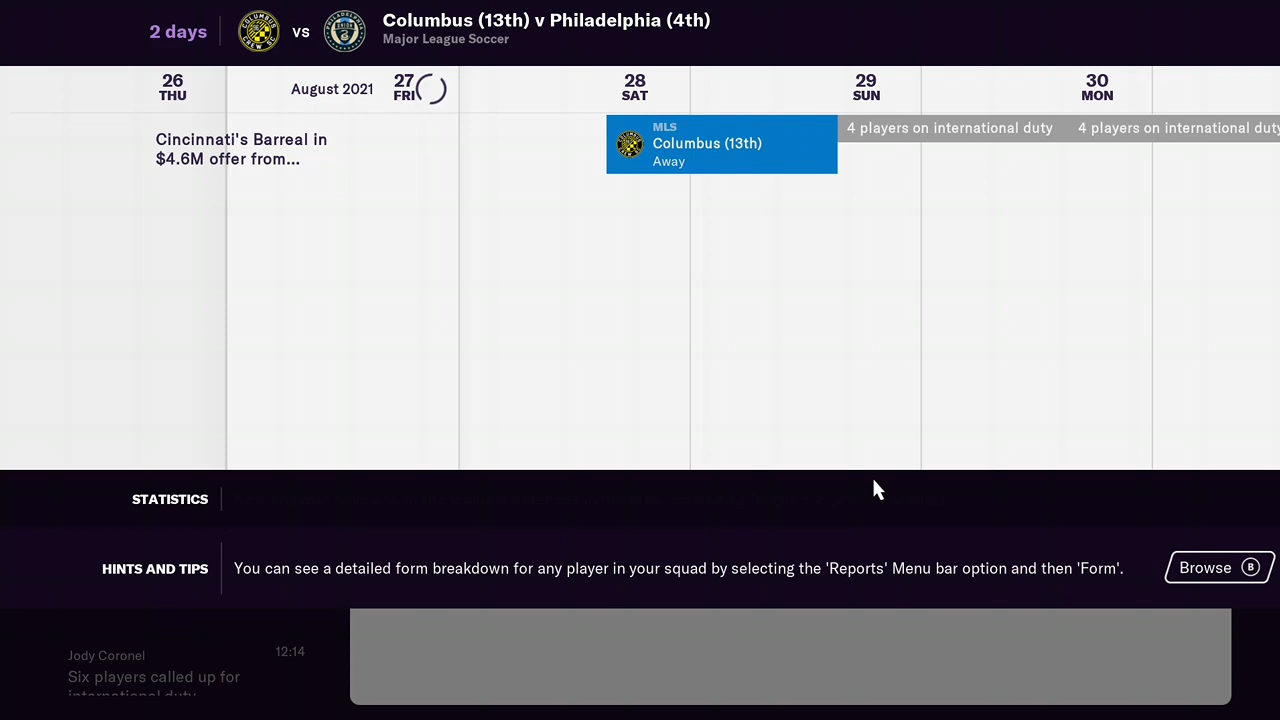 2 days
vs
Columbus (13th) v Philadelphia (4th)
Major League Soccer
26
THU
August 2021
27
FRI
28
SAT
29
SUN
30
MON
Cincinnati's Barreal in
$4.6M offer from...
MLS
Columbus (13th)
Away
4 players on international duty
4 players on international duty
STATISTICS
HINTS AND TIPS
You can see a detailed form breakdown for any player in your squad by selecting the 'Reports' Menu bar option and then 'Form'.
Browse B
Jody Coronel
12:14
Six players called up for
international duty